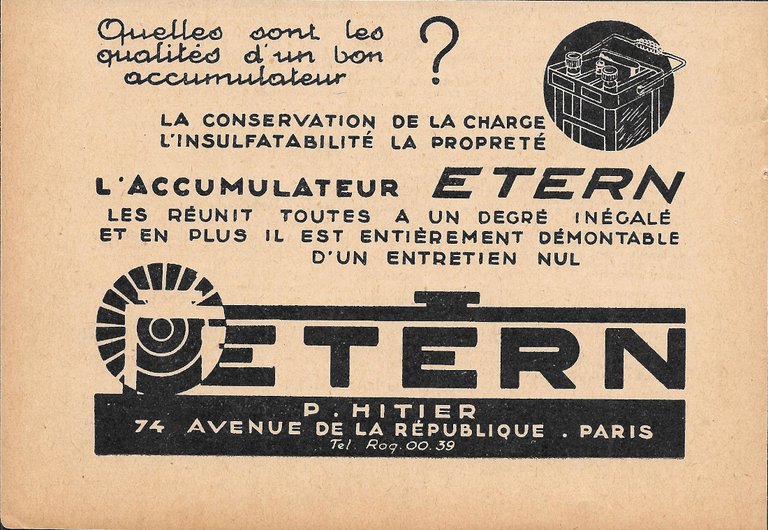 Quelles sont les
qualités d'un bon
accumulateur ?
LA CONSERVATION DE LA CHARGE
L'INSULFATABILITÉ LA PROPRETÉ
L'ACCUMULATEUR ETERN
LES RÉUNIT TOUTES A UN DEGRÉ INÉGALÉ
ET EN PLUS IL EST ENTIÈREMENT DÉMONTABLE
D'UN ENTRETIEN NUL
ETERN
P. HITIER
74 AVENUE DE LA RÉPUBLIQUE . PARIS
Tel. Roq. 00.39